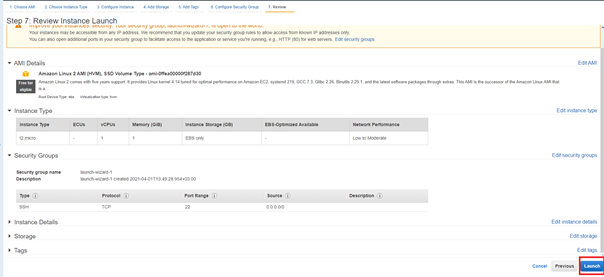 1. Choose AMI 2. Choose Instance Type 3. Configure Instance 4. Add Storage 5. Add Tags 6. Configure Security Group 7. Review
Step 7: Review Instance Launch
Improve your instances' security. Your security group, launch-wizard-1, is open to the world.
Your instances may be accessible from any IP address. We recommend that you update your security group rules to allow access from known IP addresses only.
You can also open additional ports in your security group to facilitate access to the application or service you're running, e.g., HTTP (80) for web servers. Edit security groups
AMI Details Edit AMI
Amazon Linux 2 AMI (HVM), SSD Volume Type -
Free tier eligible
Amazon Linux 2 comes with five years support. It provides Linux kernel 4.14 tuned for optimal performance on Amazon EC2, systemd 219, GCC 7.3, Glibc 2.26, Binutils 2.29.1, and the latest software packages through extras. This AMI is the successor of the Amazon Linux AMI that is a...
Root Device Type: ebs Virtualization type: hvm
Instance Type Edit instance type
Instance Type ECUs vCPUs Memory (GiB) Instance Storage (GB) EBS-Optimized Available Network Performance
t2.micro - 1 1 EBS only - Low to Moderate
Security Groups Edit security groups
Security group name launch-wizard-1
Description launch-wizard-1 created 2021-04-01T13:49:28.954+03:00
Type Protocol Port Range Source Description
SSH TCP 22 0.0.0.0/0
Instance Details Edit instance details
Storage Edit storage
Tags Edit tags
Cancel Previous Launch